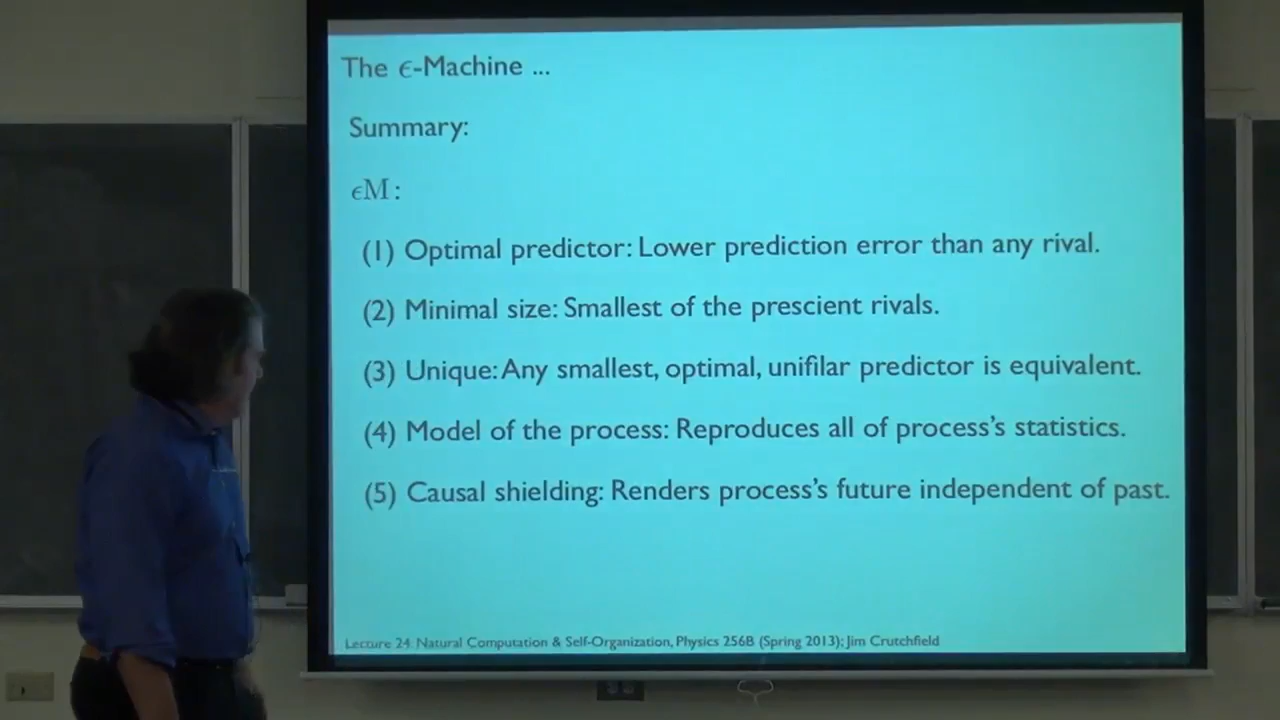 The ϵ-Machine ...
Summary:
ϵM:
(1) Optimal predictor: Lower prediction error than any rival.
(2) Minimal size: Smallest of the prescient rivals.
(3) Unique: Any smallest, optimal, unifilar predictor is equivalent.
(4) Model of the process: Reproduces all of process's statistics.
(5) Causal shielding: Renders process's future independent of past.
Lecture 24 Natural Computation & Self-Organization, Physics 256B (Spring 2013); Jim Crutchfield